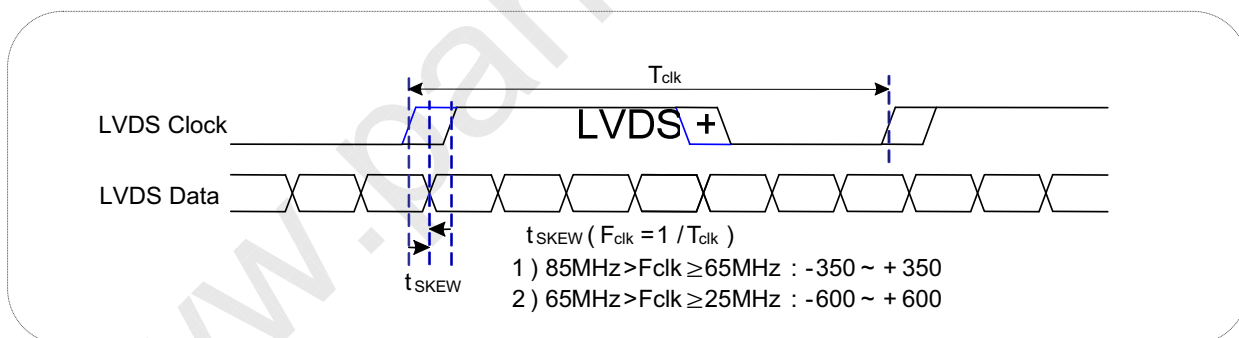 Tclk
LVDS Clock
LVDS +
LVDS Data
tSKEW ( Fclk = 1 / Tclk )
1 ) 85MHz > Fclk ≥ 65MHz : -350 ~ + 350
tSKEW
2 ) 65MHz > Fclk ≥ 25MHz : -600 ~ + 600